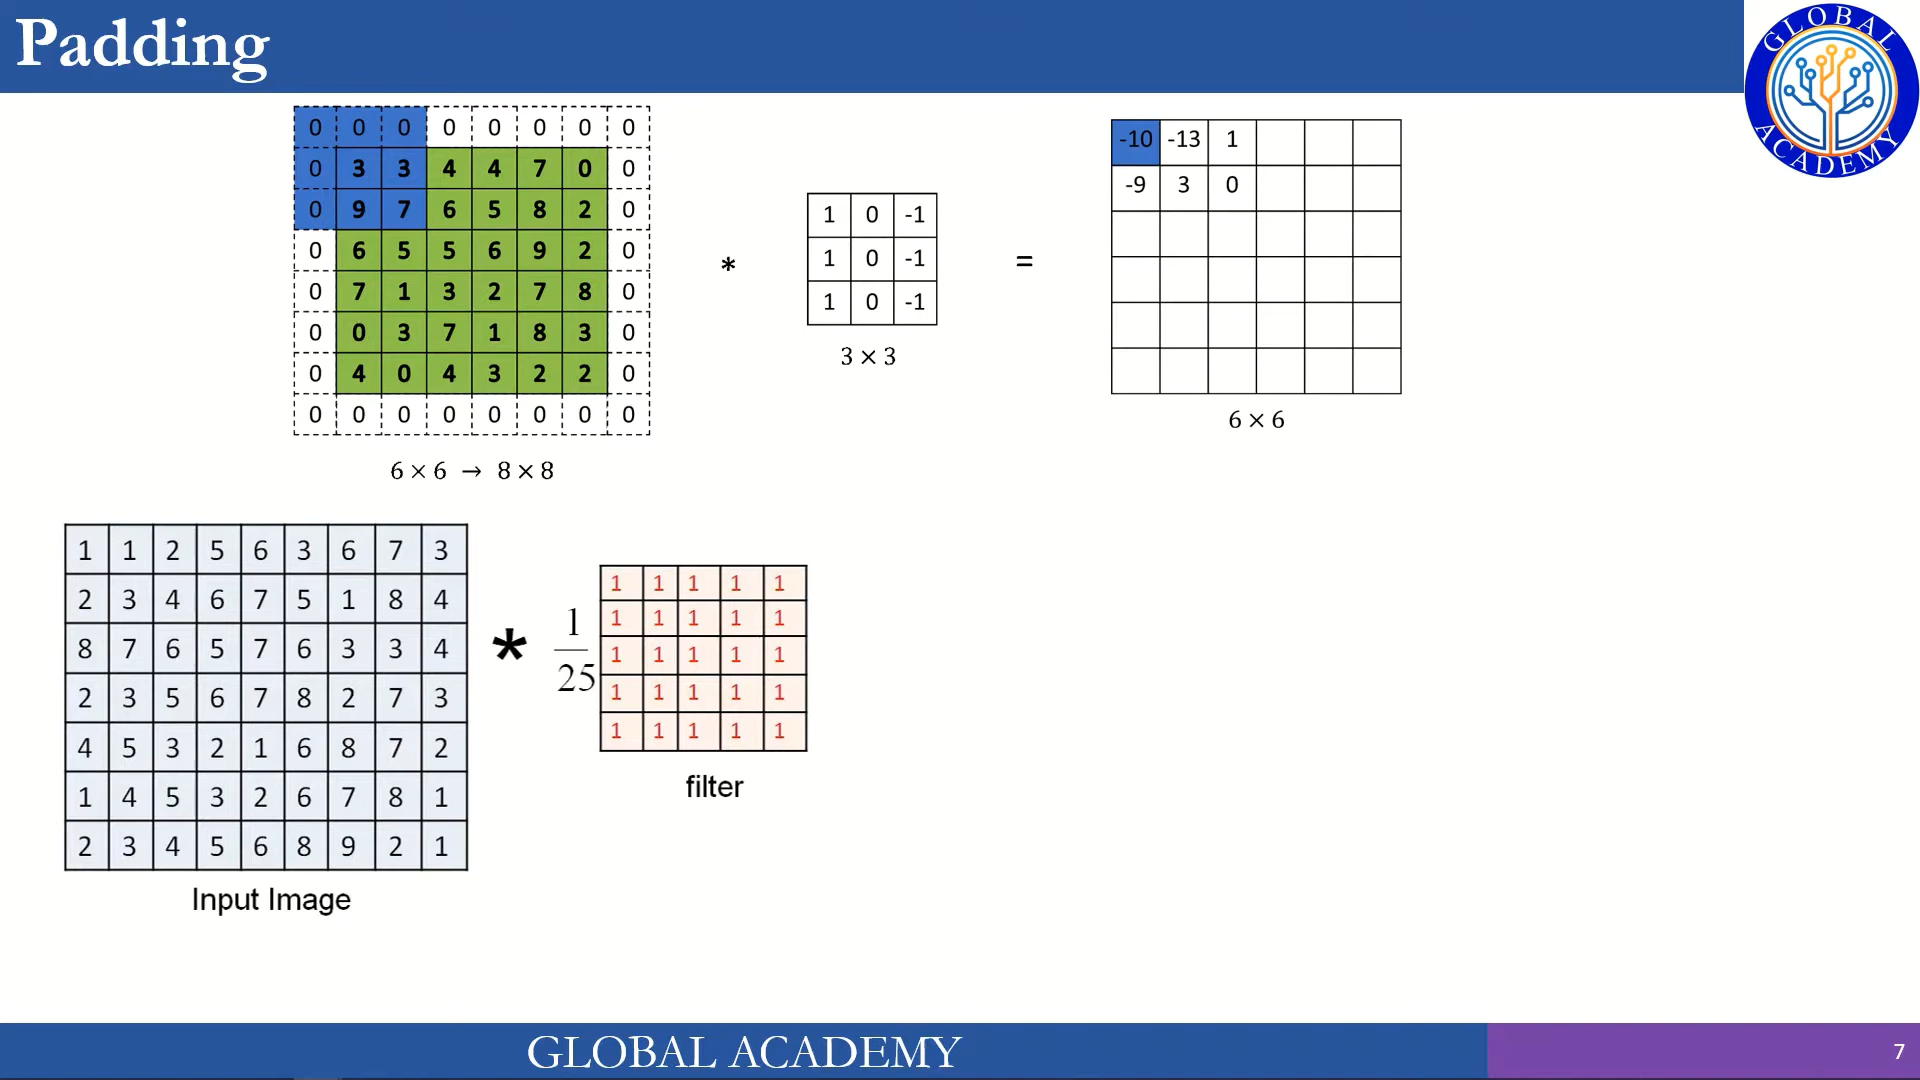 Padding
GLOBAL ACADEMY
0 0 0 0 0 0 0 0
0 3 3 4 4 7 0 0
0 9 7 6 5 8 2 0
0 6 5 5 6 9 2 0
0 7 1 3 2 7 8 0
0 0 3 7 1 8 3 0
0 4 0 4 3 2 2 0
0 0 0 0 0 0 0 0
6 × 6 → 8 × 8
*
1 0 -1
1 0 -1
1 0 -1
3 × 3
=
-10 -13 1
-9 3 0
6 × 6
1 1 2 5 6 3 6 7 3
2 3 4 6 7 5 1 8 4
8 7 6 5 7 6 3 3 4
2 3 5 6 7 8 2 7 3
4 5 3 2 1 6 8 7 2
1 4 5 3 2 6 7 8 1
2 3 4 5 6 8 9 2 1
Input Image
*
1
25
1 1 1 1 1
1 1 1 1 1
1 1 1 1 1
1 1 1 1 1
1 1 1 1 1
filter
GLOBAL ACADEMY
7